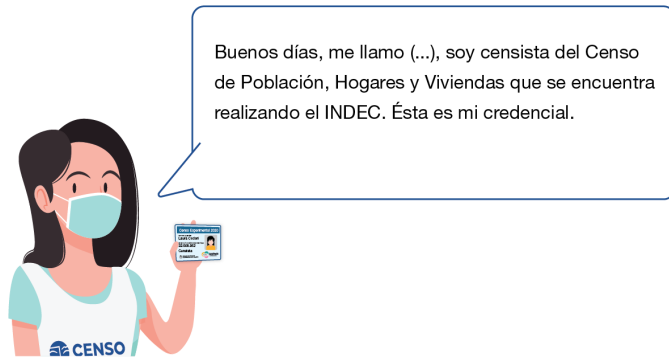 Buenos días, me llamo (...), soy censista del Censo
de Población, Hogares y Viviendas que se encuentra
realizando el INDEC. Ésta es mi credencial.
CENSO